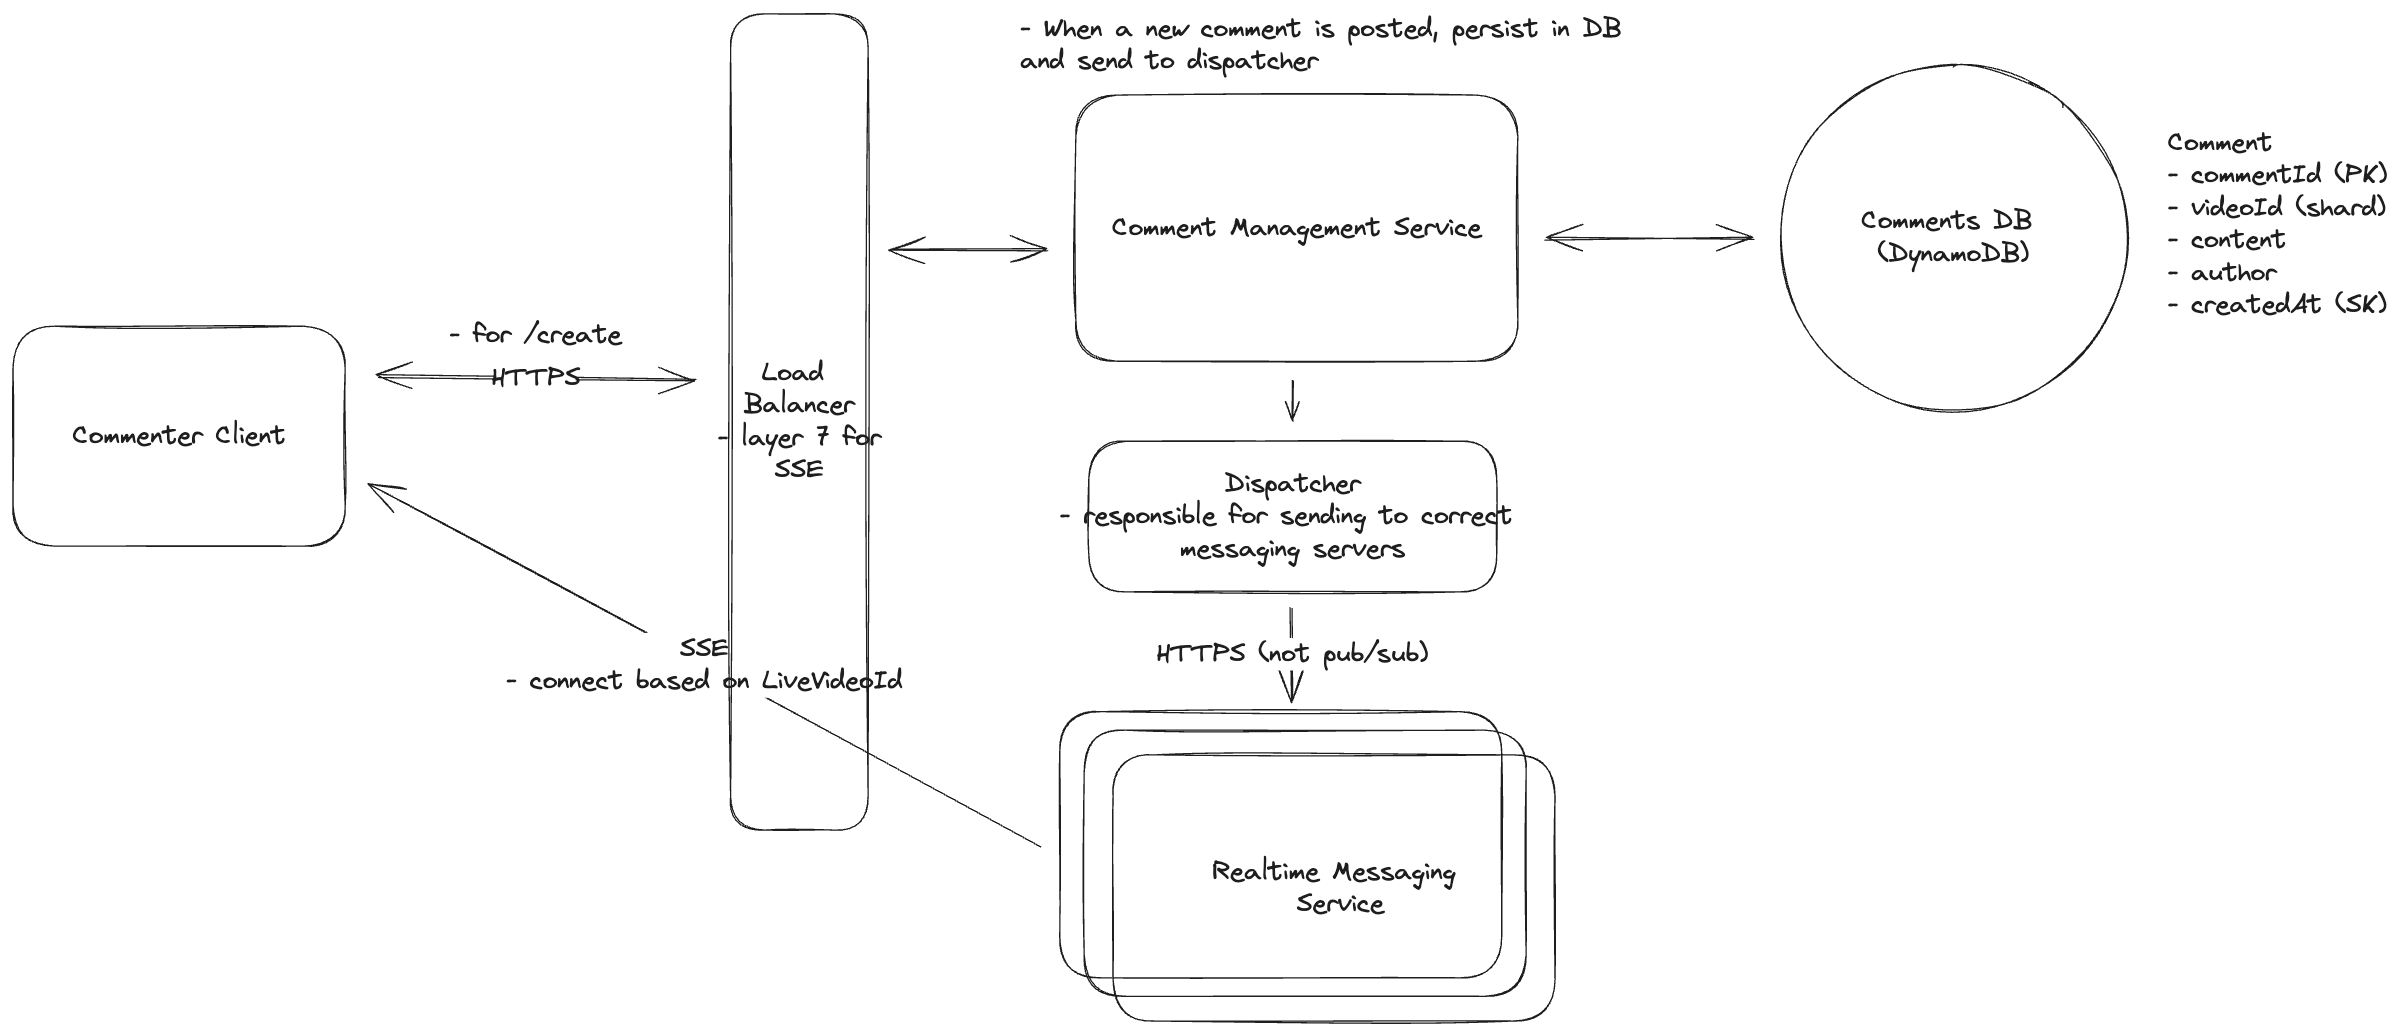 - When a new comment is posted, persist in DB
and send to dispatcher
Comment Management Service
Comments DB
(DynamoDB)
Comment
- commentId (PK)
- videoId (shard)
- content
- author
- createdAt (SK)
- for /create
HTTPS
Commenter Client
Load
Balancer
- layer 7 for
SSE
Dispatcher
- responsible for sending to correct
messaging servers
HTTPS (not pub/sub)
SSE
- connect based on LiveVideoId
Realtime Messaging
Service